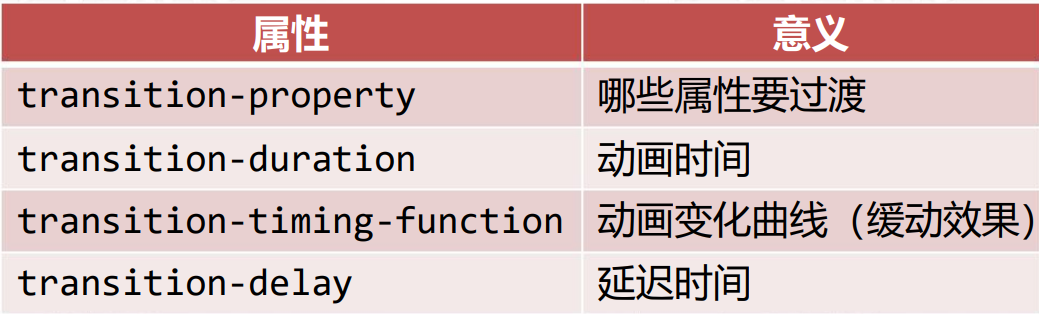 属性 意义
transition-property 哪些属性要过渡
transition-duration 动画时间
transition-timing-function 动画变化曲线（缓动效果）
transition-delay 延迟时间